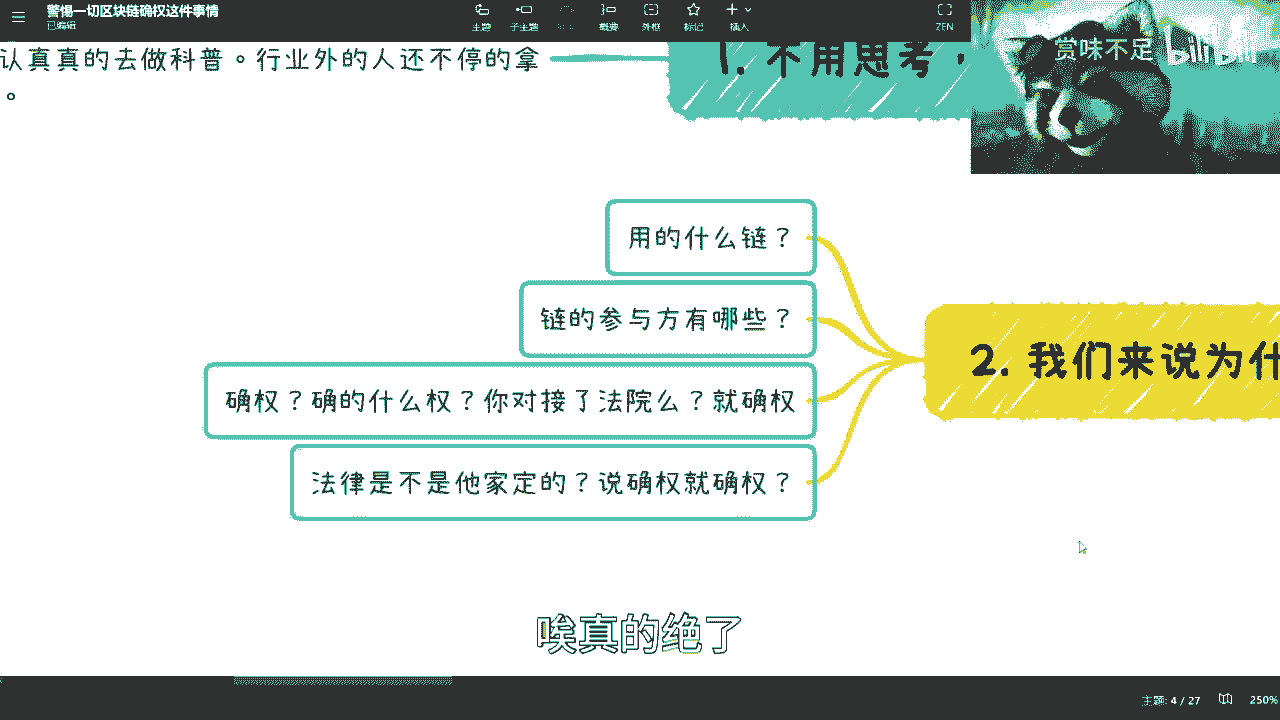 警惕一切区块链确权这件事情
已编辑
主题
子主题
概要
外框
标记
插入
ZEN
赏味不足 bilibili
认真真的去做科普。行业外的人还不停的拿
。
1. 不用思考，
用的什么链？
链的参与方有哪些？
确权？确的什么权？你对接了法院么？就确权
法律是不是他家定的？说确权就确权？
2. 我们来说为什
唉真的绝了
主题: 4 / 27
250%